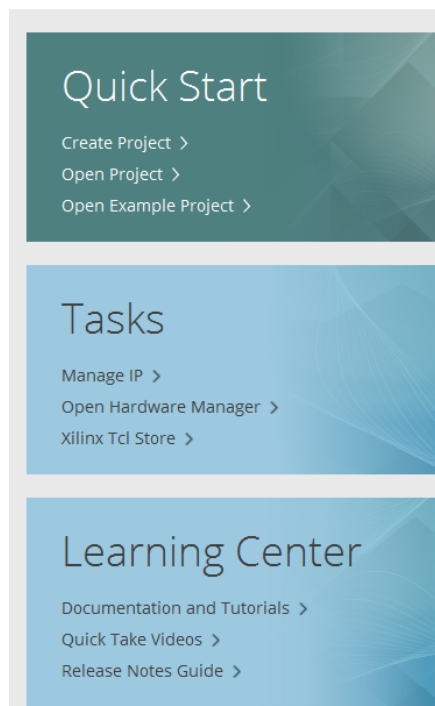 Quick Start
Create Project
Open Project
Open Example Project
Tasks
Manage IP
Open Hardware Manager
Xilinx Tcl Store
Learning Center
Documentation and Tutorials
Quick Take Videos
Release Notes Guide